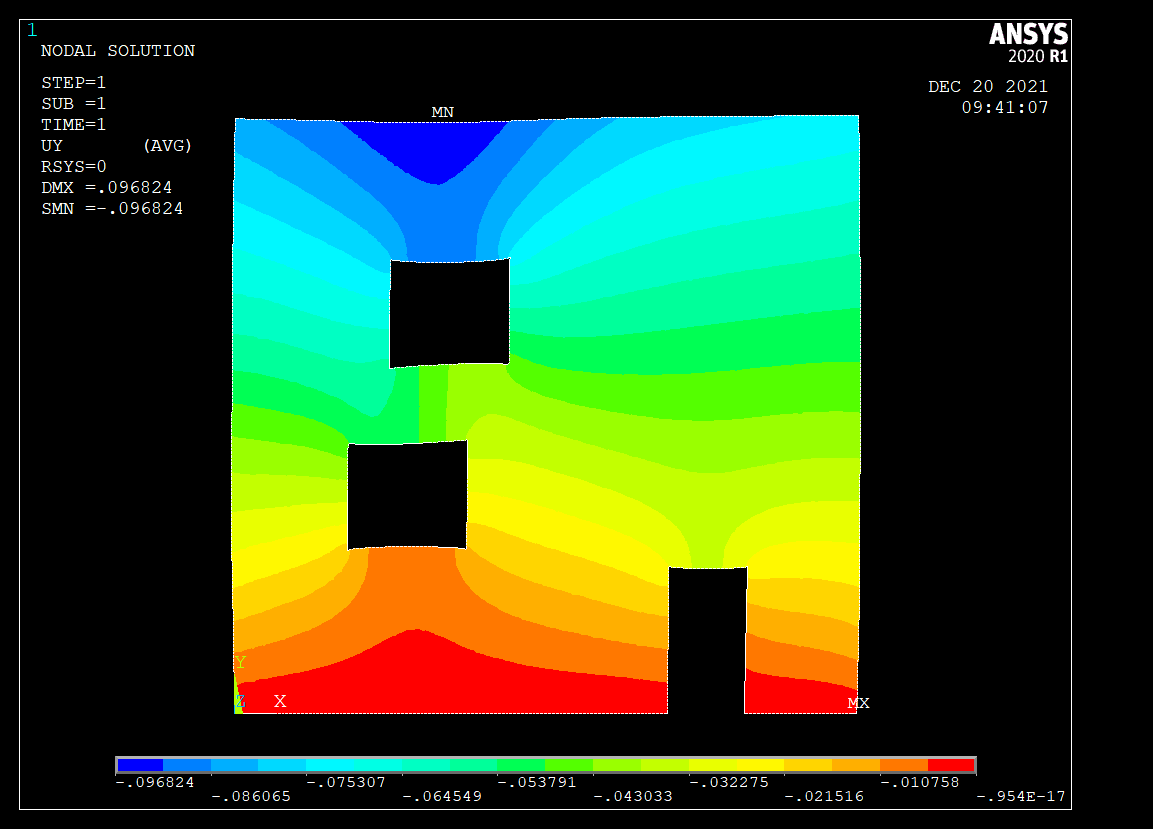 1
NODAL SOLUTION
STEP=1
SUB =1
TIME=1
UY (AVG)
RSYS=0
DMX =.096824
SMN =-.096824
ANSYS
2020 R1
DEC 20 2021
09:41:07
MN
Y
Z X
MX
-.096824 -.075307 -.053791 -.032275 -.010758
-.086065 -.064549 -.043033 -.021516 -.954E-17